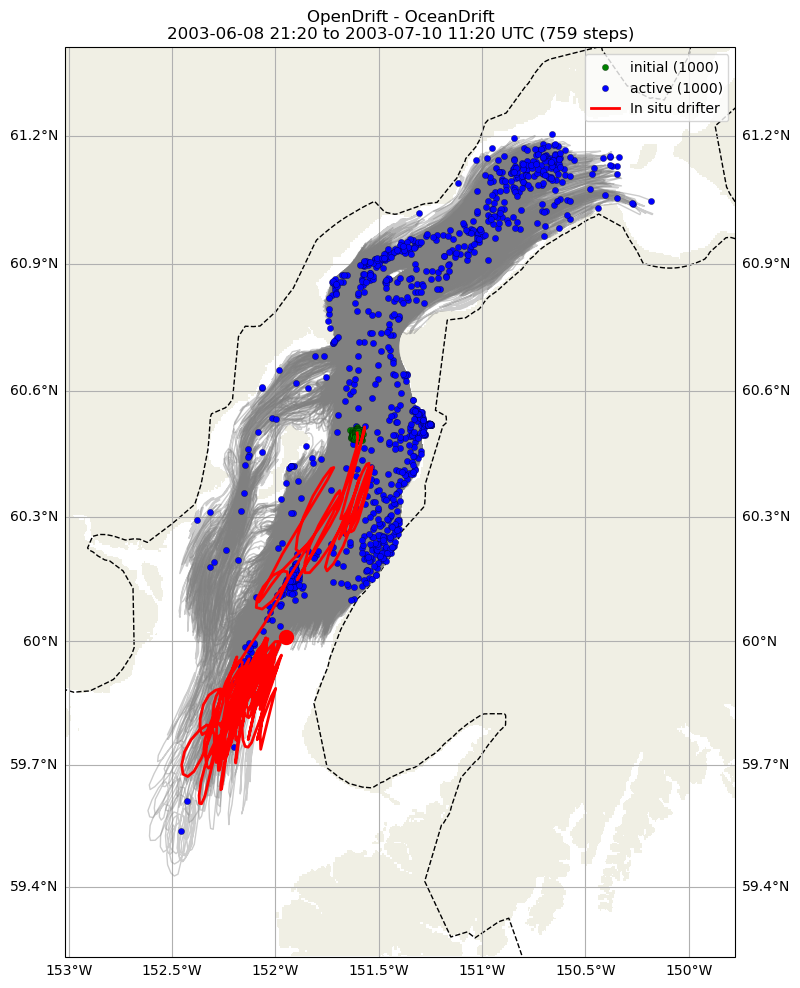 OpenDrift - OceanDrift
2003-06-08 21:20 to 2003-07-10 11:20 UTC (759 steps)
initial (1000)
active (1000)
In situ drifter
61.2°N 61.2°N
60.9°N 60.9°N
60.6°N 60.6°N
60.3°N 60.3°N
60°N 60°N
59.7°N 59.7°N
59.4°N 59.4°N
153°W 152.5°W 152°W 151.5°W 151°W 150.5°W 150°W